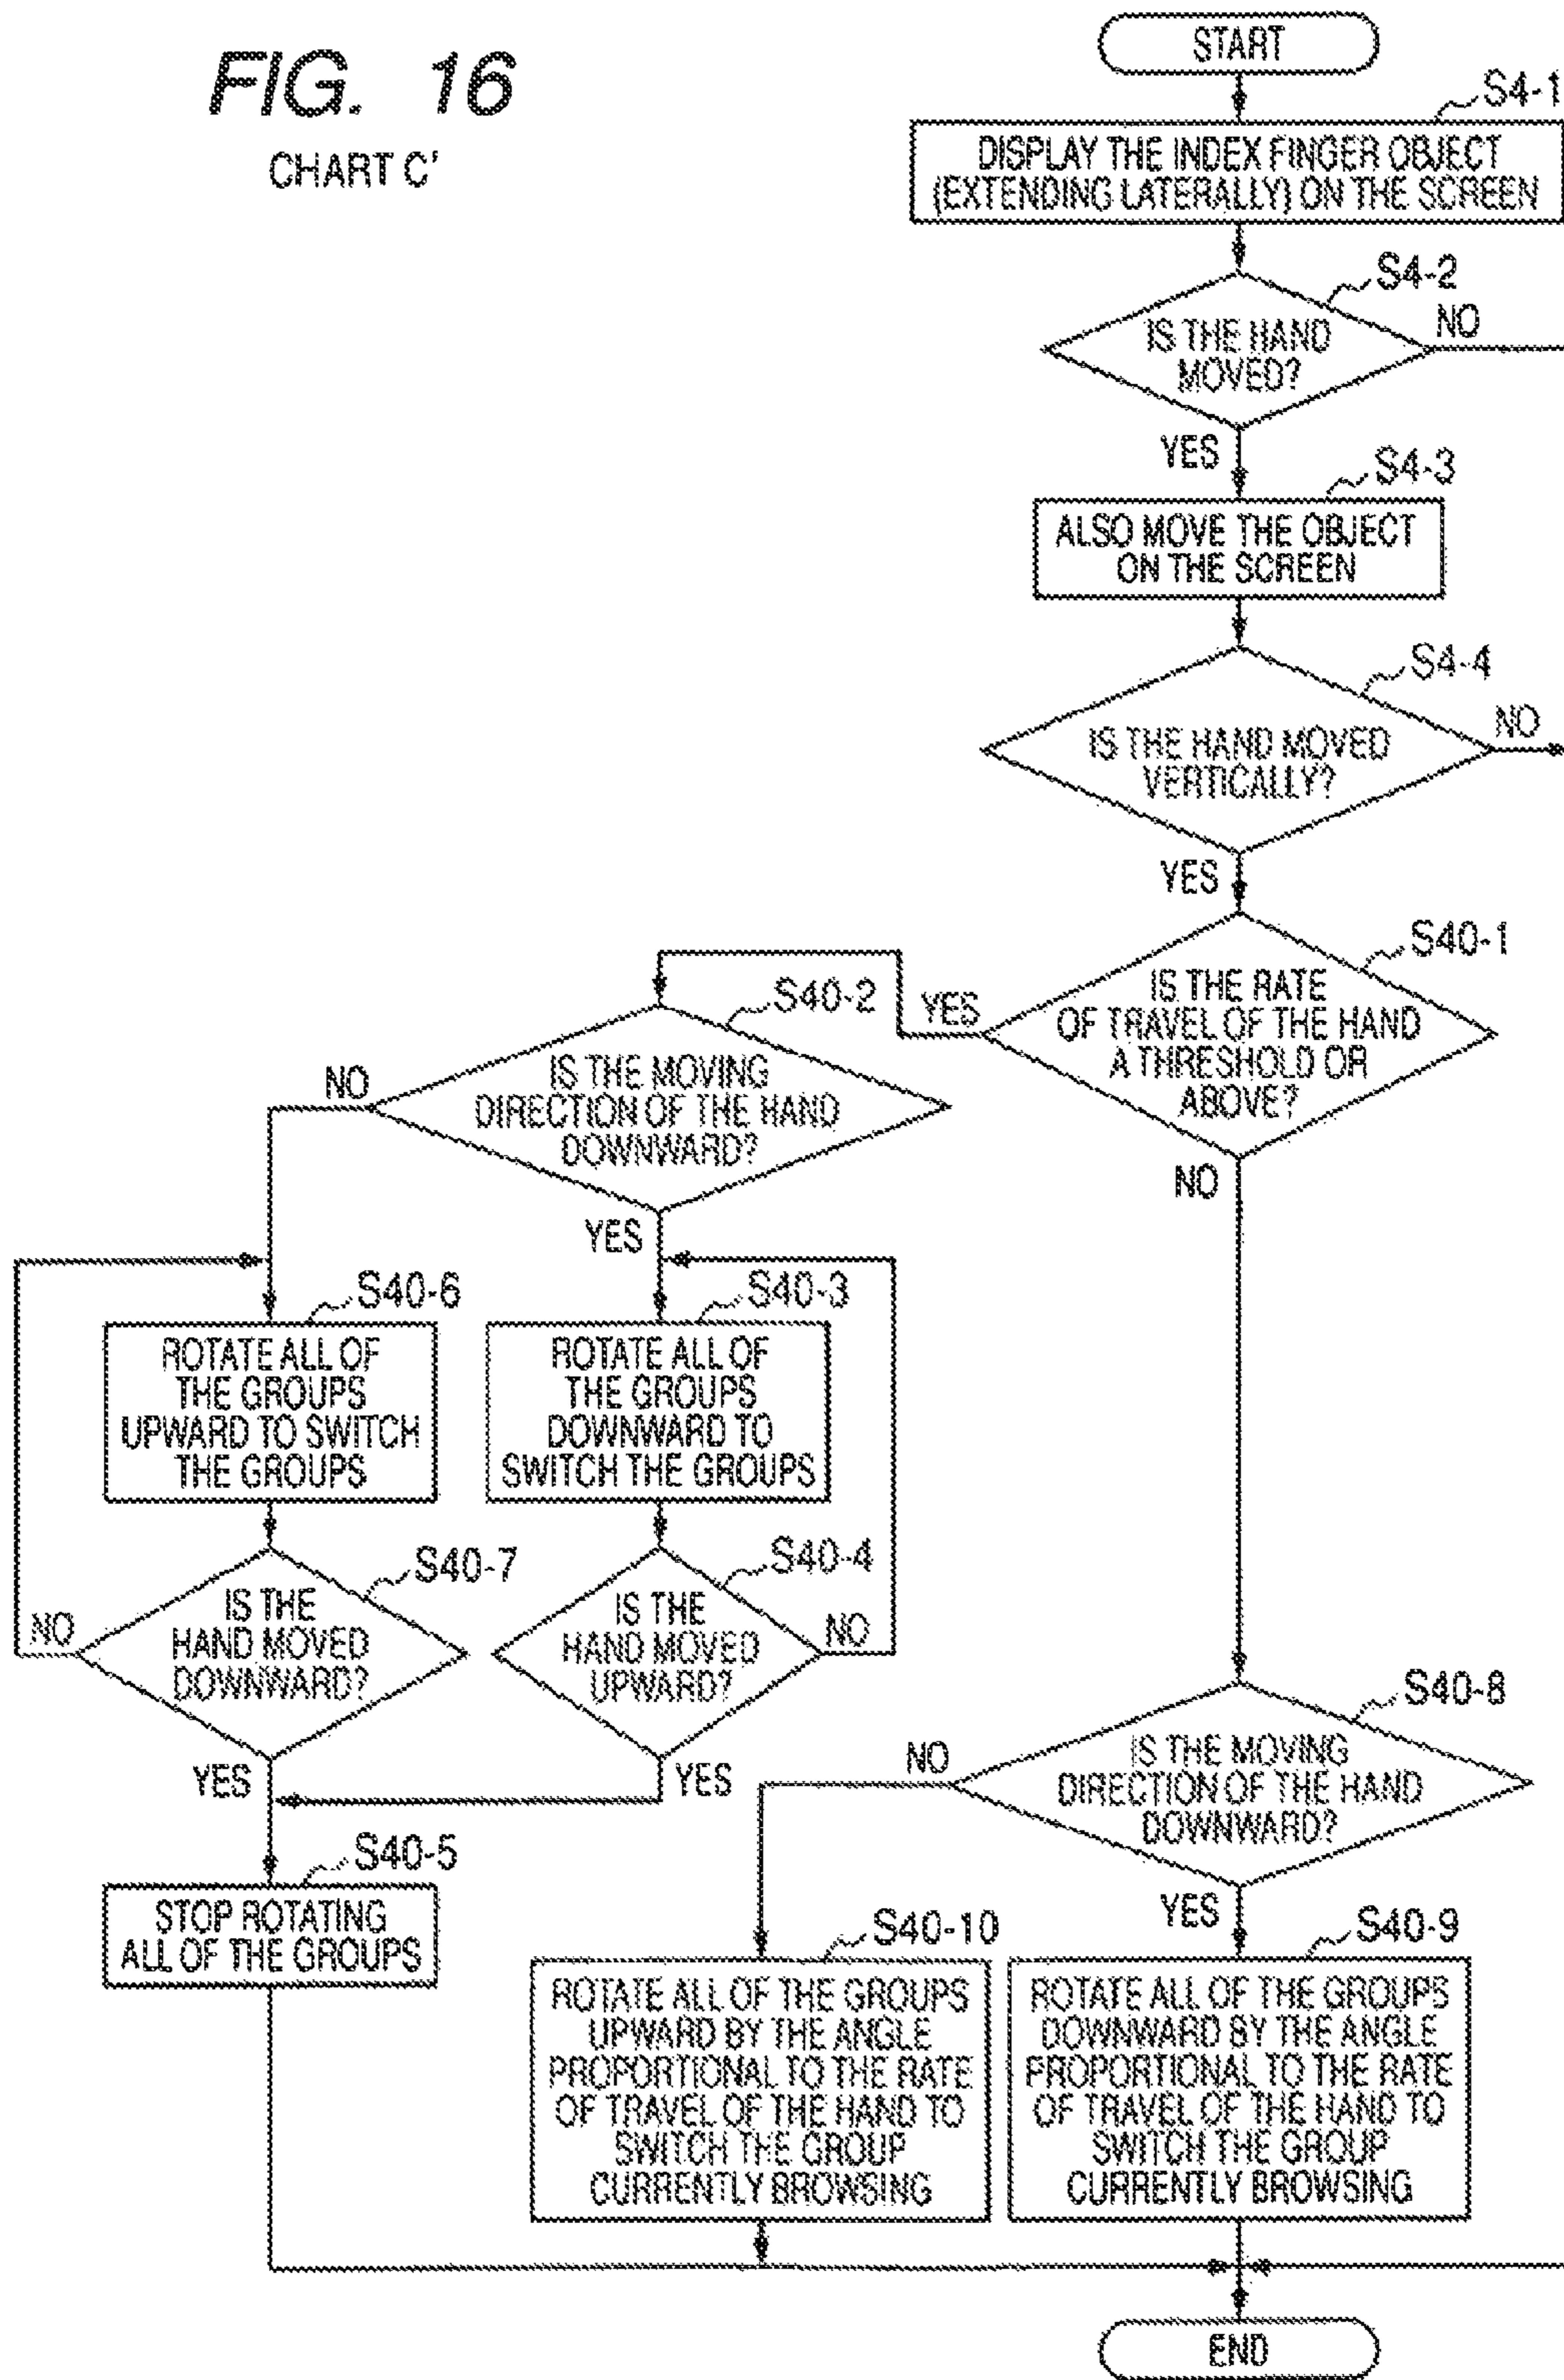 FIG. 16
CHART C'
START
S4-1
DISPLAY THE INDEX FINGER OBJECT
(EXTENDING LATERALLY) ON THE SCREEN
S4-2
IS THE HAND
MOVED?
NO
YES
S4-3
ALSO MOVE THE OBJECT
ON THE SCREEN
S4-4
IS THE HAND MOVED
VERTICALLY?
NO
YES
S40-1
IS THE RATE
OF TRAVEL OF THE HAND
A THRESHOLD OR
ABOVE?
YES
NO
S40-2
IS THE MOVING
DIRECTION OF THE HAND
DOWNWARD?
NO
YES
S40-6
ROTATE ALL OF
THE GROUPS
UPWARD TO SWITCH
THE GROUPS
S40-3
ROTATE ALL OF
THE GROUPS
DOWNWARD TO
SWITCH THE GROUPS
S40-7
IS THE
HAND MOVED
DOWNWARD?
NO
YES
S40-4
IS THE
HAND MOVED
UPWARD?
NO
YES
S40-5
STOP ROTATING
ALL OF THE GROUPS
S40-8
IS THE MOVING
DIRECTION OF THE HAND
DOWNWARD?
NO
YES
S40-10
ROTATE ALL OF THE GROUPS
UPWARD BY THE ANGLE
PROPORTIONAL TO THE RATE
OF TRAVEL OF THE HAND TO
SWITCH THE GROUP
CURRENTLY BROWSING
S40-9
ROTATE ALL OF THE GROUPS
DOWNWARD BY THE ANGLE
PROPORTIONAL TO THE RATE
OF TRAVEL OF THE HAND TO
SWITCH THE GROUP
CURRENTLY BROWSING
END